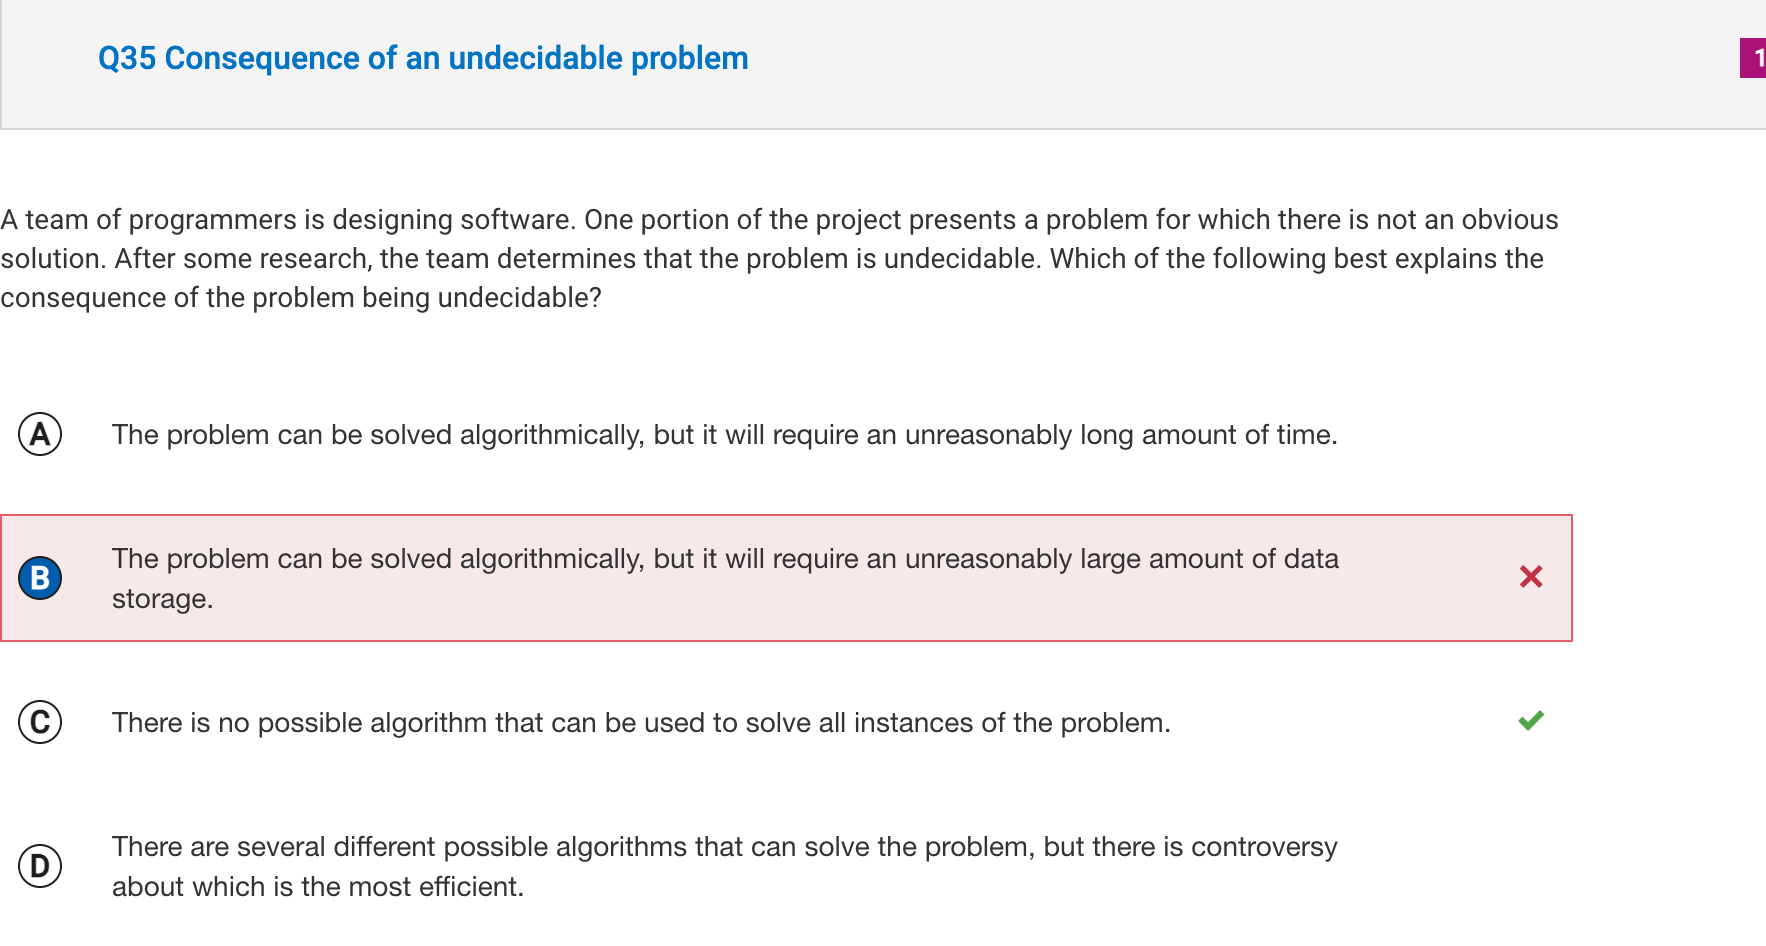 Q35 Consequence of an undecidable problem
1
A team of programmers is designing software. One portion of the project presents a problem for which there is not an obvious
solution. After some research, the team determines that the problem is undecidable. Which of the following best explains the
consequence of the problem being undecidable?
A The problem can be solved algorithmically, but it will require an unreasonably long amount of time.
B The problem can be solved algorithmically, but it will require an unreasonably large amount of data
storage.
C There is no possible algorithm that can be used to solve all instances of the problem.
D There are several different possible algorithms that can solve the problem, but there is controversy
about which is the most efficient.